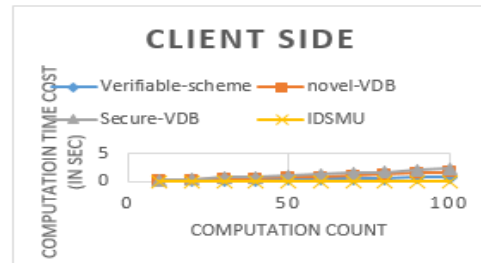 CLIENT SIDE
Verifiable-scheme
novel-VDB
Secure-VDB
IDSMU
COMPUTATIOIN TIME COST
(IN SEC)
5
0
0
50
100
COMPUTATION COUNT